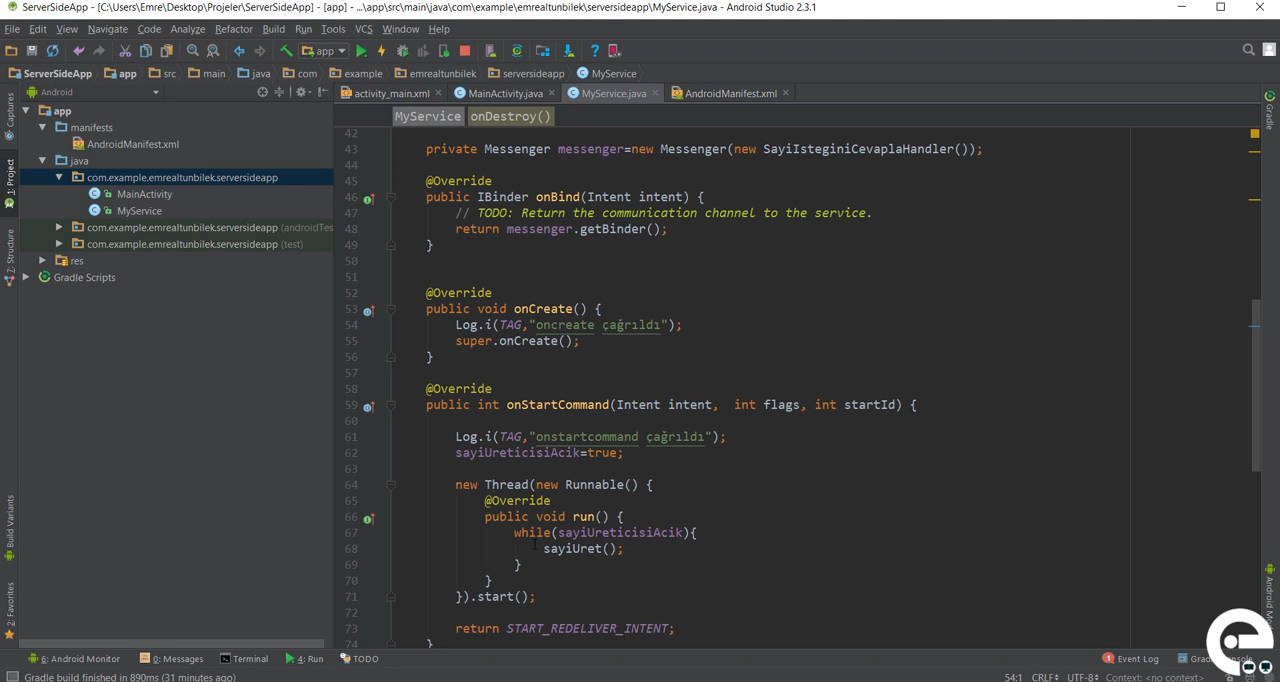 ServerSideApp - [C:\Users\Emre\Desktop\Projeler\ServerSideApp] - [app] - ...\app\src\main\java\com\example\emrealtunbilek\serversideapp\MyService.java - Android Studio 2.3.1
File Edit View Navigate Code Analyze Refactor Build Run Tools VCS Window Help
app
ServerSideApp app src main java com example emrealtunbilek serversideapp MyService
Android
activity_main.xml MainActivity.java MyService.java AndroidManifest.xml
MyService onDestroy()
Captures
1: Project
Z: Structure
Build Variants
2: Favorites
app
manifests
AndroidManifest.xml
java
com.example.emrealtunbilek.serversideapp
MainActivity
MyService
com.example.emrealtunbilek.serversideapp (androidTes
com.example.emrealtunbilek.serversideapp (test)
res
Gradle Scripts
42
43 private Messenger messenger=new Messenger(new SayiIsteginiCevaplaHandler());
44
45 @Override
46 public IBinder onBind(Intent intent) {
47 // TODO: Return the communication channel to the service.
48 return messenger.getBinder();
49 }
50
51
52 @Override
53 public void onCreate() {
54 Log.i(TAG,"oncreate çağrıldı");
55 super.onCreate();
56 }
57
58 @Override
59 public int onStartCommand(Intent intent, int flags, int startId) {
60
61 Log.i(TAG,"onstartcommand çağrıldı");
62 sayiUreticisiAcik=true;
63
64 new Thread(new Runnable() {
65 @Override
66 public void run() {
67 while(sayiUreticisiAcik){
68 sayiUret();
69 }
70 }
71 }).start();
72
73 return START_REDELIVER_INTENT;
74 }
Gradle
Android Mo
6: Android Monitor 0: Messages Terminal 4: Run TODO 1 Event Log Gradle Console
Gradle build finished in 890ms (31 minutes ago) 54:1 CRLF UTF-8 Context: <no context>